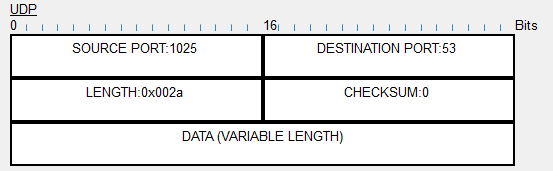 UDP
0 16 Bits
SOURCE PORT:1025 DESTINATION PORT:53
LENGTH:0x002a CHECKSUM:0
DATA (VARIABLE LENGTH)